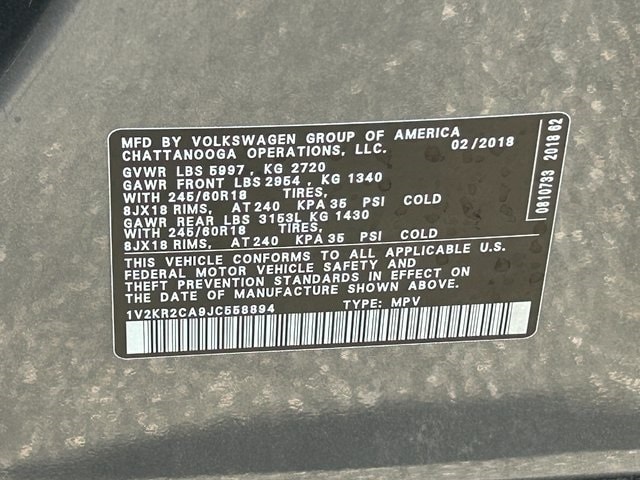 MFD BY VOLKSWAGEN GROUP OF AMERICA
CHATTANOOGA OPERATIONS, LLC. 02/2018
GVWR LBS 5997 , KG 2720
GAWR FRONT LBS 2954 , KG 1340
WITH 245/60R18 TIRES,
8JX18 RIMS, AT 240 KPA 35 PSI COLD
GAWR REAR LBS 3153L KG 1430
WITH 245/60R18 TIRES,
8JX18 RIMS, AT 240 KPA 35 PSI COLD
THIS VEHICLE CONFORMS TO ALL APPLICABLE U.S.
FEDERAL MOTOR VEHICLE SAFETY AND
THEFT PREVENTION STANDARDS IN EFFECT ON
THE DATE OF MANUFACTURE SHOWN ABOVE.
1V2KR2CA9JC558894 TYPE: MPV
0810733 2018 62